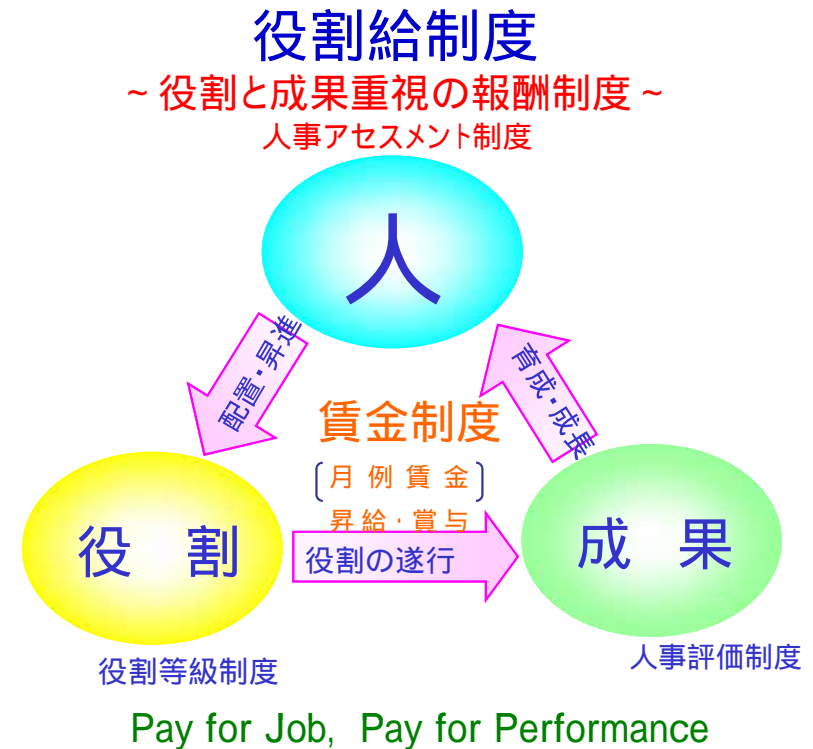 役割給制度
~ 役割と成果重視の報酬制度 ~
人事アセスメント制度
人
配置・昇進
育成・成長
賃金制度
月 例 賃 金
昇給・賞与
役割の遂行
役 割
成 果
役割等級制度
人事評価制度
Pay for Job, Pay for Performance